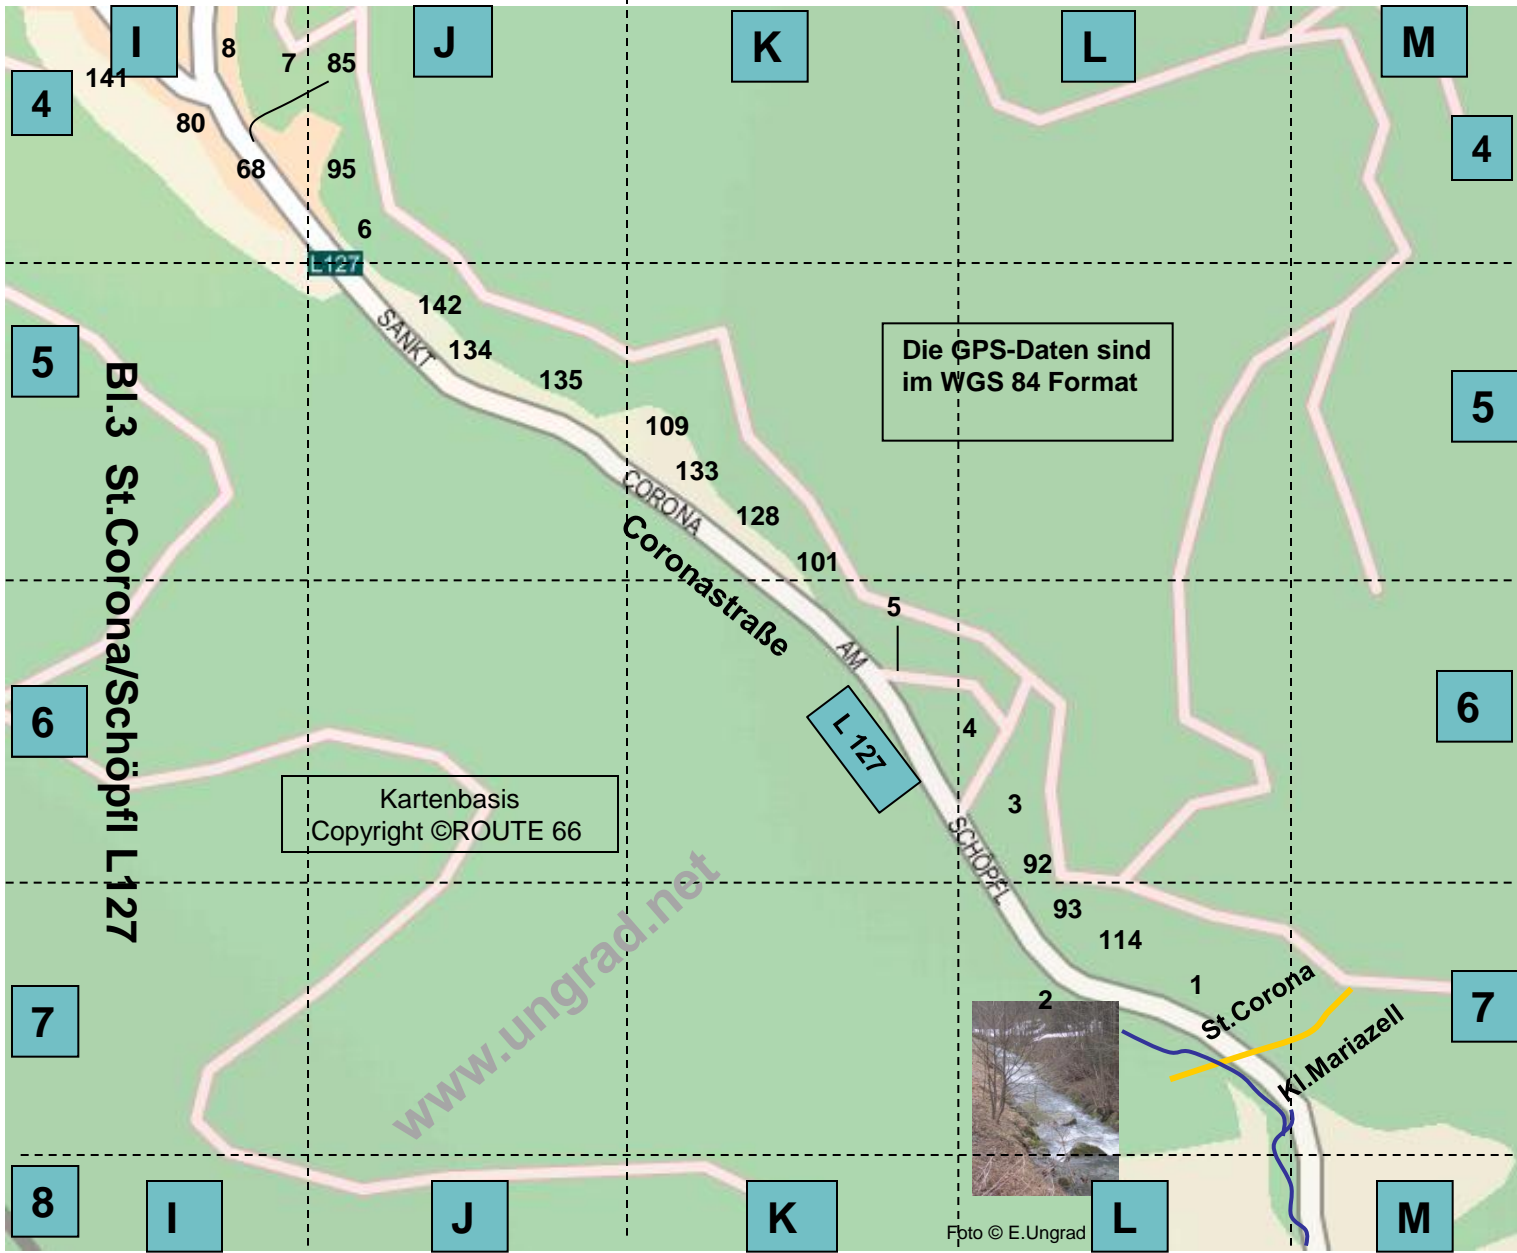 I
J
K
L
M
8
7
85
141
4
80
68
95
4
6
L127
142
SANKT
134
5
135
Die GPS-Daten sind
im WGS 84 Format
5
109
133
CORONA
128
Coronastraße
101
Bl.3 St.Corona/Schöpfl L127
5
AM
6
4
L 127
6
Kartenbasis
Copyright ©ROUTE 66
3
SCHÖPFL
92
93
114
www.ungrad.net
1
2
St.Corona
7
7
Kl.Mariazell
8
I
J
K
Foto © E.Ungrad
L
M